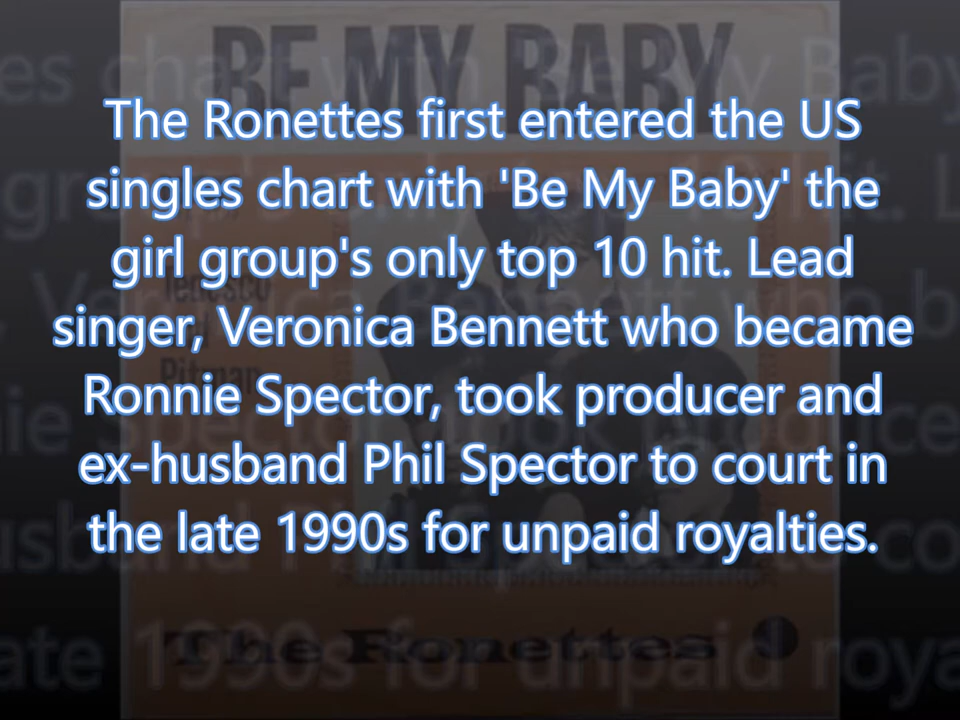 BE MY BABY
The Ronettes first entered the US
singles chart with 'Be My Baby' the
girl group's only top 10 hit. Lead
singer, Veronica Bennett who became
Ronnie Spector, took producer and
ex-husband Phil Spector to court in
the late 1990s for unpaid royalties.
Tedesco
Pitman
The Ronettes